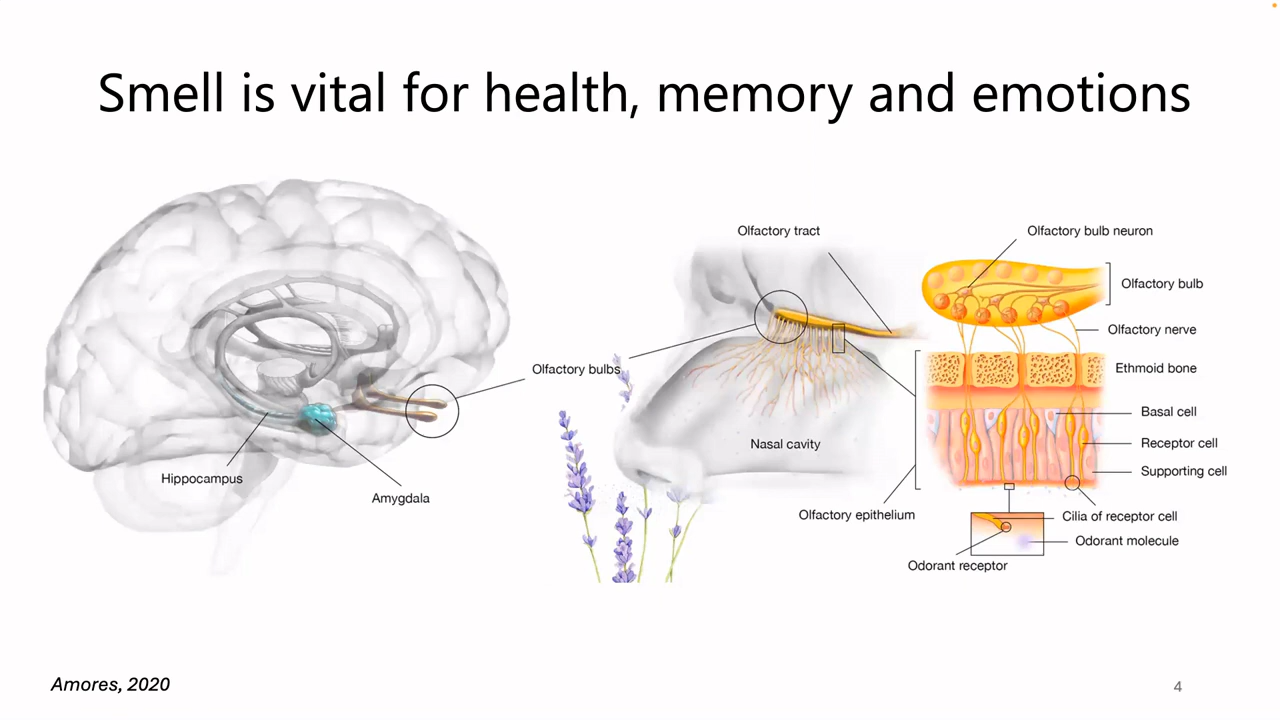 Smell is vital for health, memory and emotions
Olfactory tract
Olfactory bulb neuron
Olfactory bulb
Olfactory nerve
Olfactory bulbs
Ethmoid bone
Basal cell
Nasal cavity
Receptor cell
Supporting cell
Hippocampus
Amygdala
Olfactory epithelium
Cilia of receptor cell
Odorant molecule
Odorant receptor
Amores, 2020
4